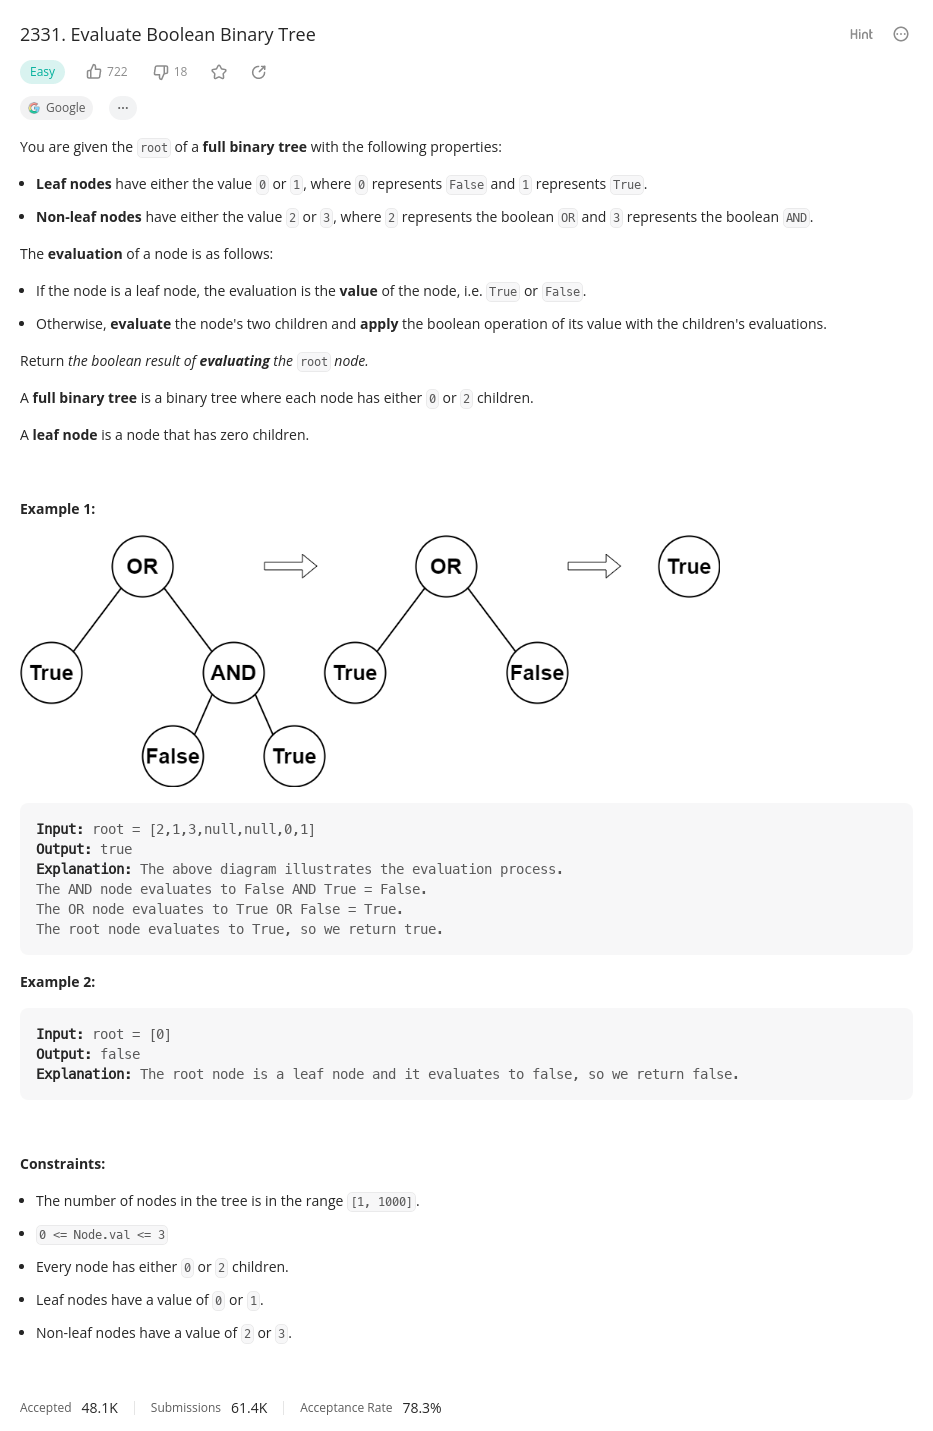 2331. Evaluate Boolean Binary Tree
Hint
Easy 722 18
Google ...
You are given the root of a full binary tree with the following properties:
• Leaf nodes have either the value 0 or 1, where 0 represents False and 1 represents True.
• Non-leaf nodes have either the value 2 or 3, where 2 represents the boolean OR and 3 represents the boolean AND.
The evaluation of a node is as follows:
• If the node is a leaf node, the evaluation is the value of the node, i.e. True or False.
• Otherwise, evaluate the node's two children and apply the boolean operation of its value with the children's evaluations.
Return the boolean result of evaluating the root node.
A full binary tree is a binary tree where each node has either 0 or 2 children.
A leaf node is a node that has zero children.
Example 1:
OR OR True
True AND True False
False True
Input: root = [2,1,3,null,null,0,1]
Output: true
Explanation: The above diagram illustrates the evaluation process.
The AND node evaluates to False AND True = False.
The OR node evaluates to True OR False = True.
The root node evaluates to True, so we return true.
Example 2:
Input: root = [0]
Output: false
Explanation: The root node is a leaf node and it evaluates to false, so we return false.
Constraints:
• The number of nodes in the tree is in the range [1, 1000].
• 0 <= Node.val <= 3
• Every node has either 0 or 2 children.
• Leaf nodes have a value of 0 or 1.
• Non-leaf nodes have a value of 2 or 3.
Accepted 48.1K Submissions 61.4K Acceptance Rate 78.3%